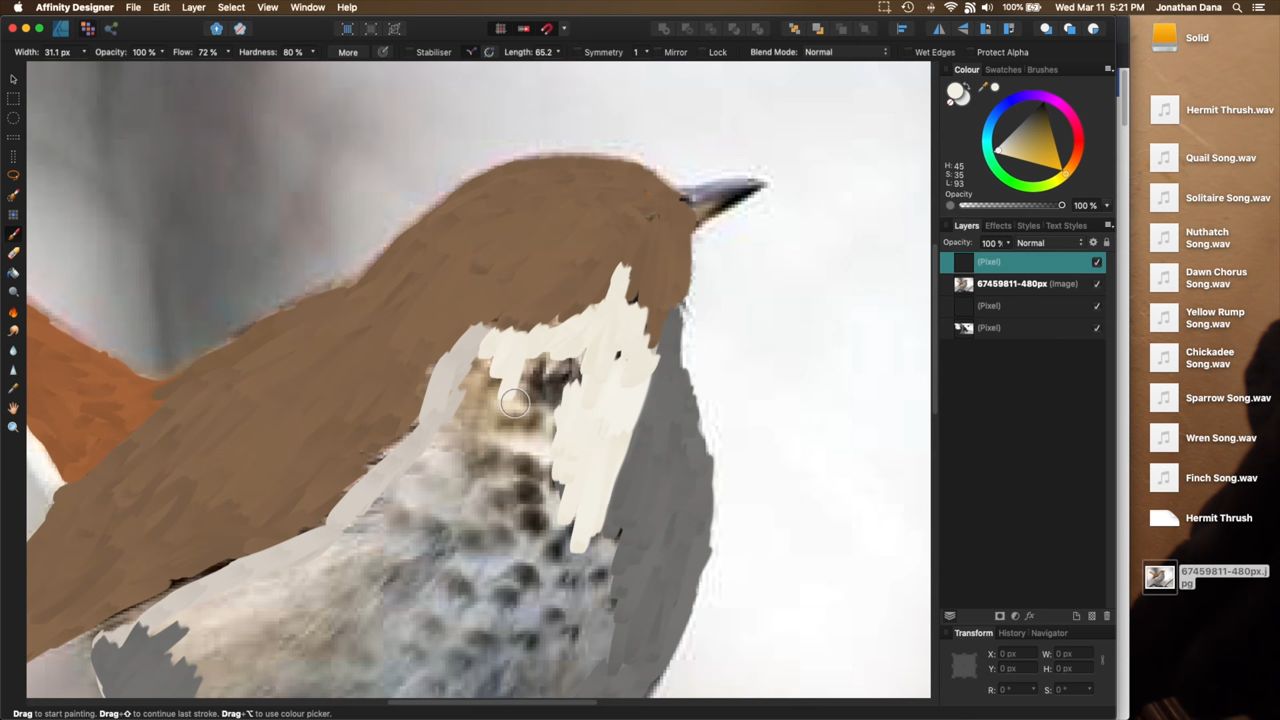 Affinity Designer File Edit Layer Select View Window Help 100% Wed Mar 11 5:21 PM Jonathan Dana
Width: 31.1 px Opacity: 100 % Flow: 72 % Hardness: 80 % More Stabiliser Length: 65.2 Symmetry 1 Mirror Lock Blend Mode: Normal Wet Edges Protect Alpha
Colour Swatches Brushes
H: 45
S: 35
L: 93
Opacity
100 %
Layers Effects Styles Text Styles
Opacity: 100 % Normal
(Pixel)
67459811-480px (Image)
(Pixel)
(Pixel)
Transform History Navigator
X: 0 px W: 0 px
Y: 0 px H: 0 px
R: 0 ° S: 0 °
Drag to start painting. Drag+⇧ to continue last stroke. Drag+⌥ to use colour picker.
Solid
Hermit Thrush.wav
Quail Song.wav
Solitaire Song.wav
Nuthatch
Song.wav
Dawn Chorus
Song.wav
Yellow Rump
Song.wav
Chickadee
Song.wav
Sparrow Song.wav
Wren Song.wav
Finch Song.wav
Hermit Thrush
67459811-480px.j
pg